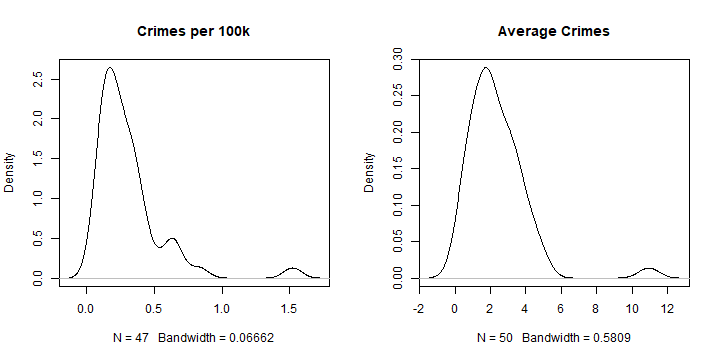 Crimes per 100k
Density
0.0 0.5 1.0 1.5 2.0 2.5
0.0 0.5 1.0 1.5
N = 47 Bandwidth = 0.06662
Average Crimes
Density
0.00 0.05 0.10 0.15 0.20 0.25 0.30
-2 0 2 4 6 8 10 12
N = 50 Bandwidth = 0.5809